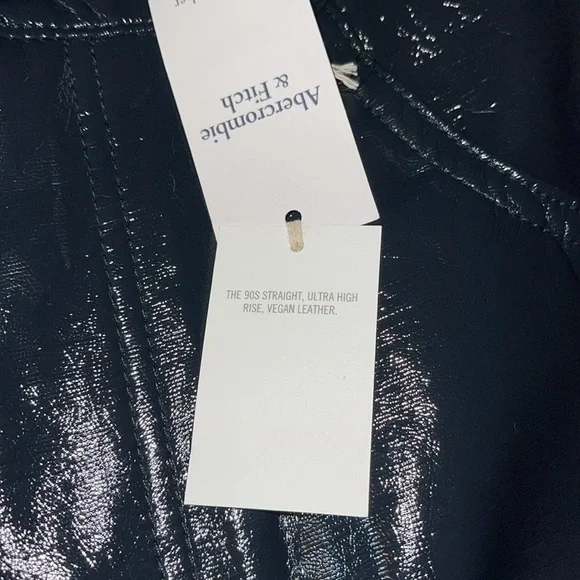 Abercrombie
& Fitch
THE 90S STRAIGHT, ULTRA HIGH
RISE, VEGAN LEATHER.